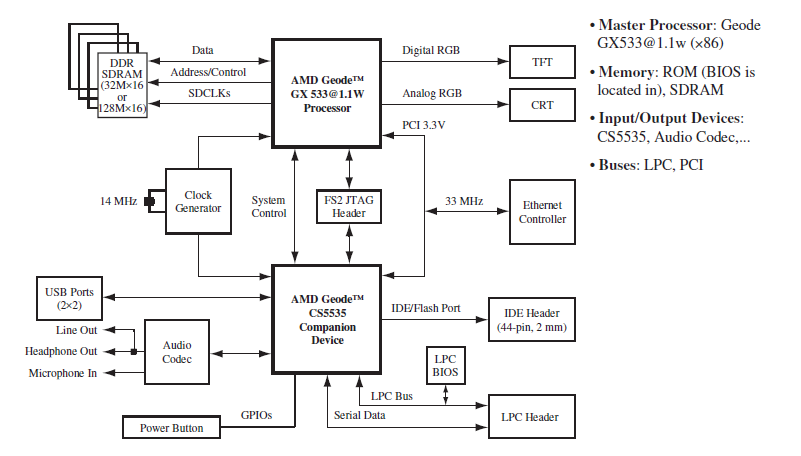 Data
Address/Control
SDCLKs
DDR
SDRAM
(32M×16
or
128M×16)
AMD Geode™
GX 533@1.1W
Processor
Digital RGB
TFT
Analog RGB
CRT
PCI 3.3V
14 MHz
Clock
Generator
System
Control
FS2 JTAG
Header
33 MHz
Ethernet
Controller
USB Ports
(2×2)
Line Out
Headphone Out
Microphone In
Audio
Codec
AMD Geode™
CS5535
Companion
Device
IDE/Flash Port
IDE Header
(44-pin, 2 mm)
LPC
BIOS
LPC Bus
Serial Data
LPC Header
GPIOs
Power Button
• Master Processor: Geode
GX533@1.1w (×86)
• Memory: ROM (BIOS is
located in), SDRAM
• Input/Output Devices:
CS5535, Audio Codec,...
• Buses: LPC, PCI